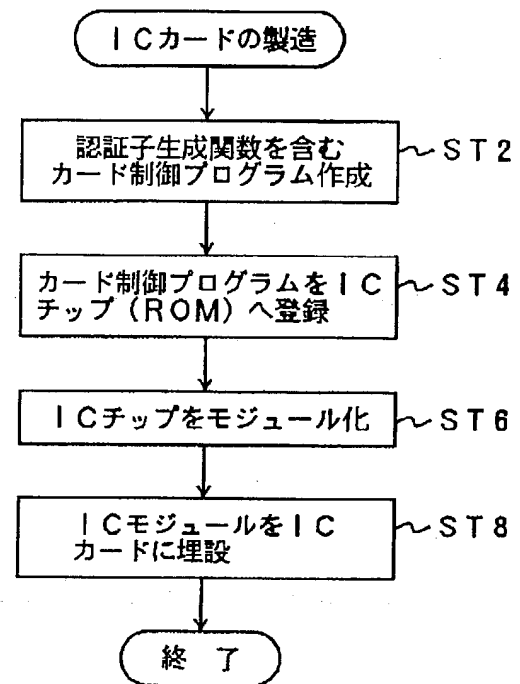 ICカードの製造
認証子生成関数を含む
カード制御プログラム作成
ST2
カード制御プログラムをIC
チップ(ROM)へ登録
ST4
ICチップをモジュール化
ST6
ICモジュールをIC
カードに埋設
ST8
終了